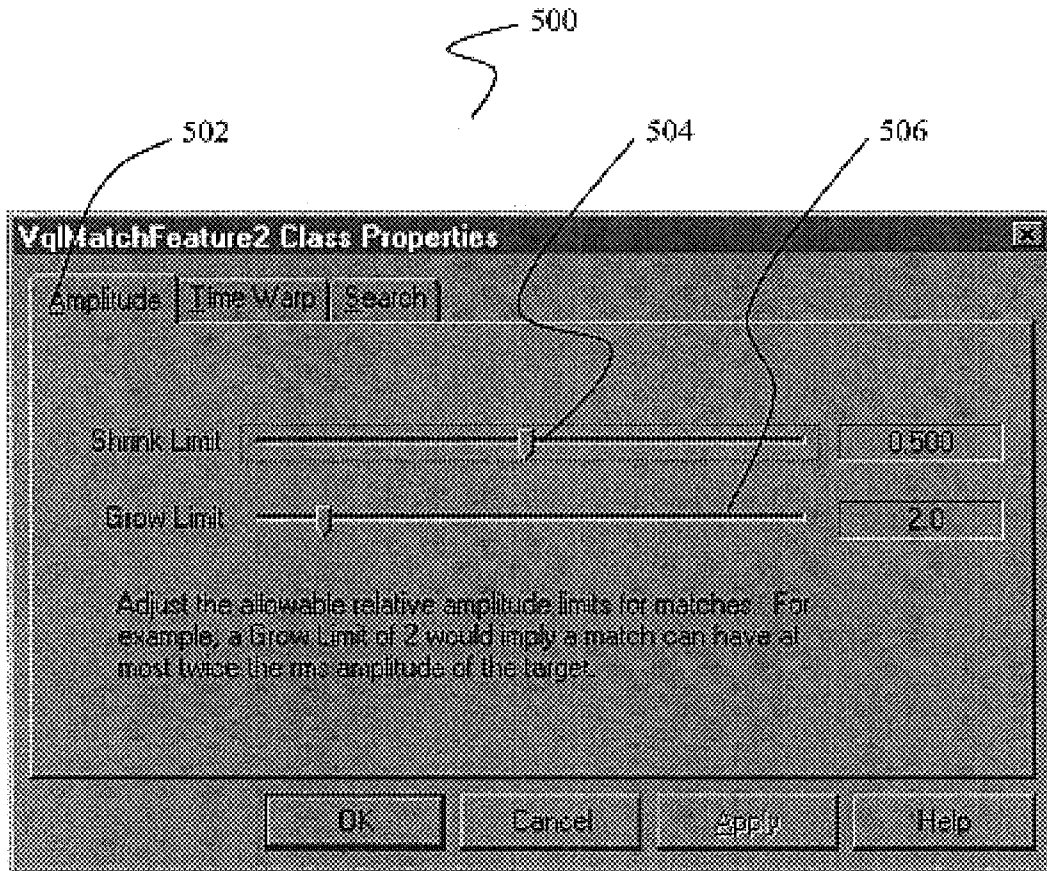 500
502
504
506
VqlMatchFeature2 Class Properties
Amplitude Time Warp Search
Shrink Limit 0.500
Grow Limit 2.0
Adjust the allowable relative amplitude limits for matches. For
example, a Grow Limit of 2 would imply a match can have at
most twice the rms amplitude of the target.
OK Cancel Apply Help